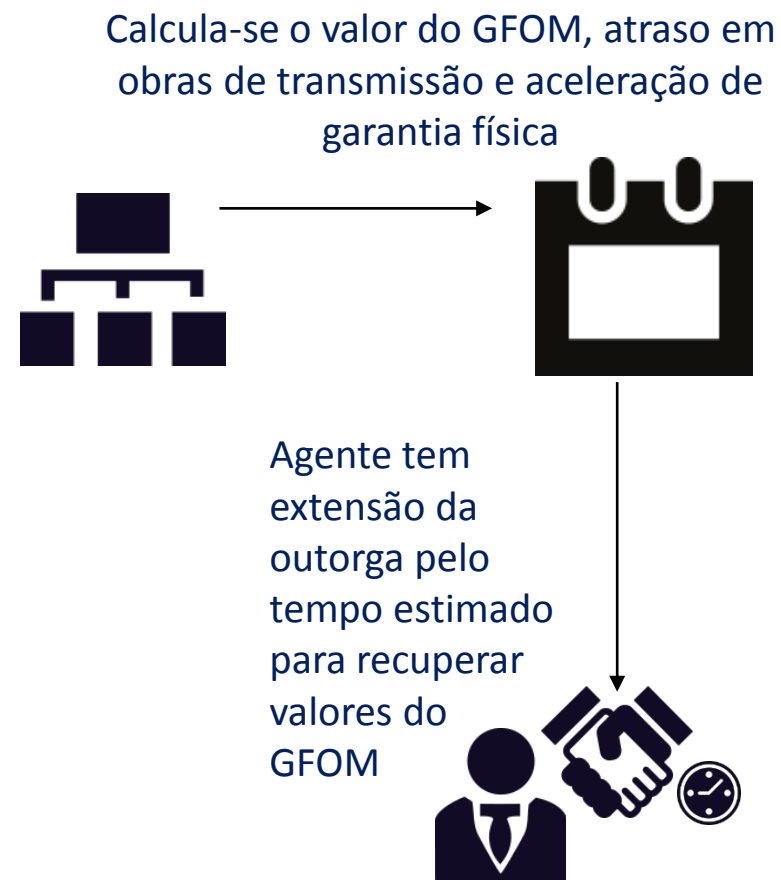 Calcula-se o valor do GFOM, atraso em
obras de transmissão e aceleração de
garantia física
Agente tem
extensão da
outorga pelo
tempo estimado
para recuperar
valores do
GFOM